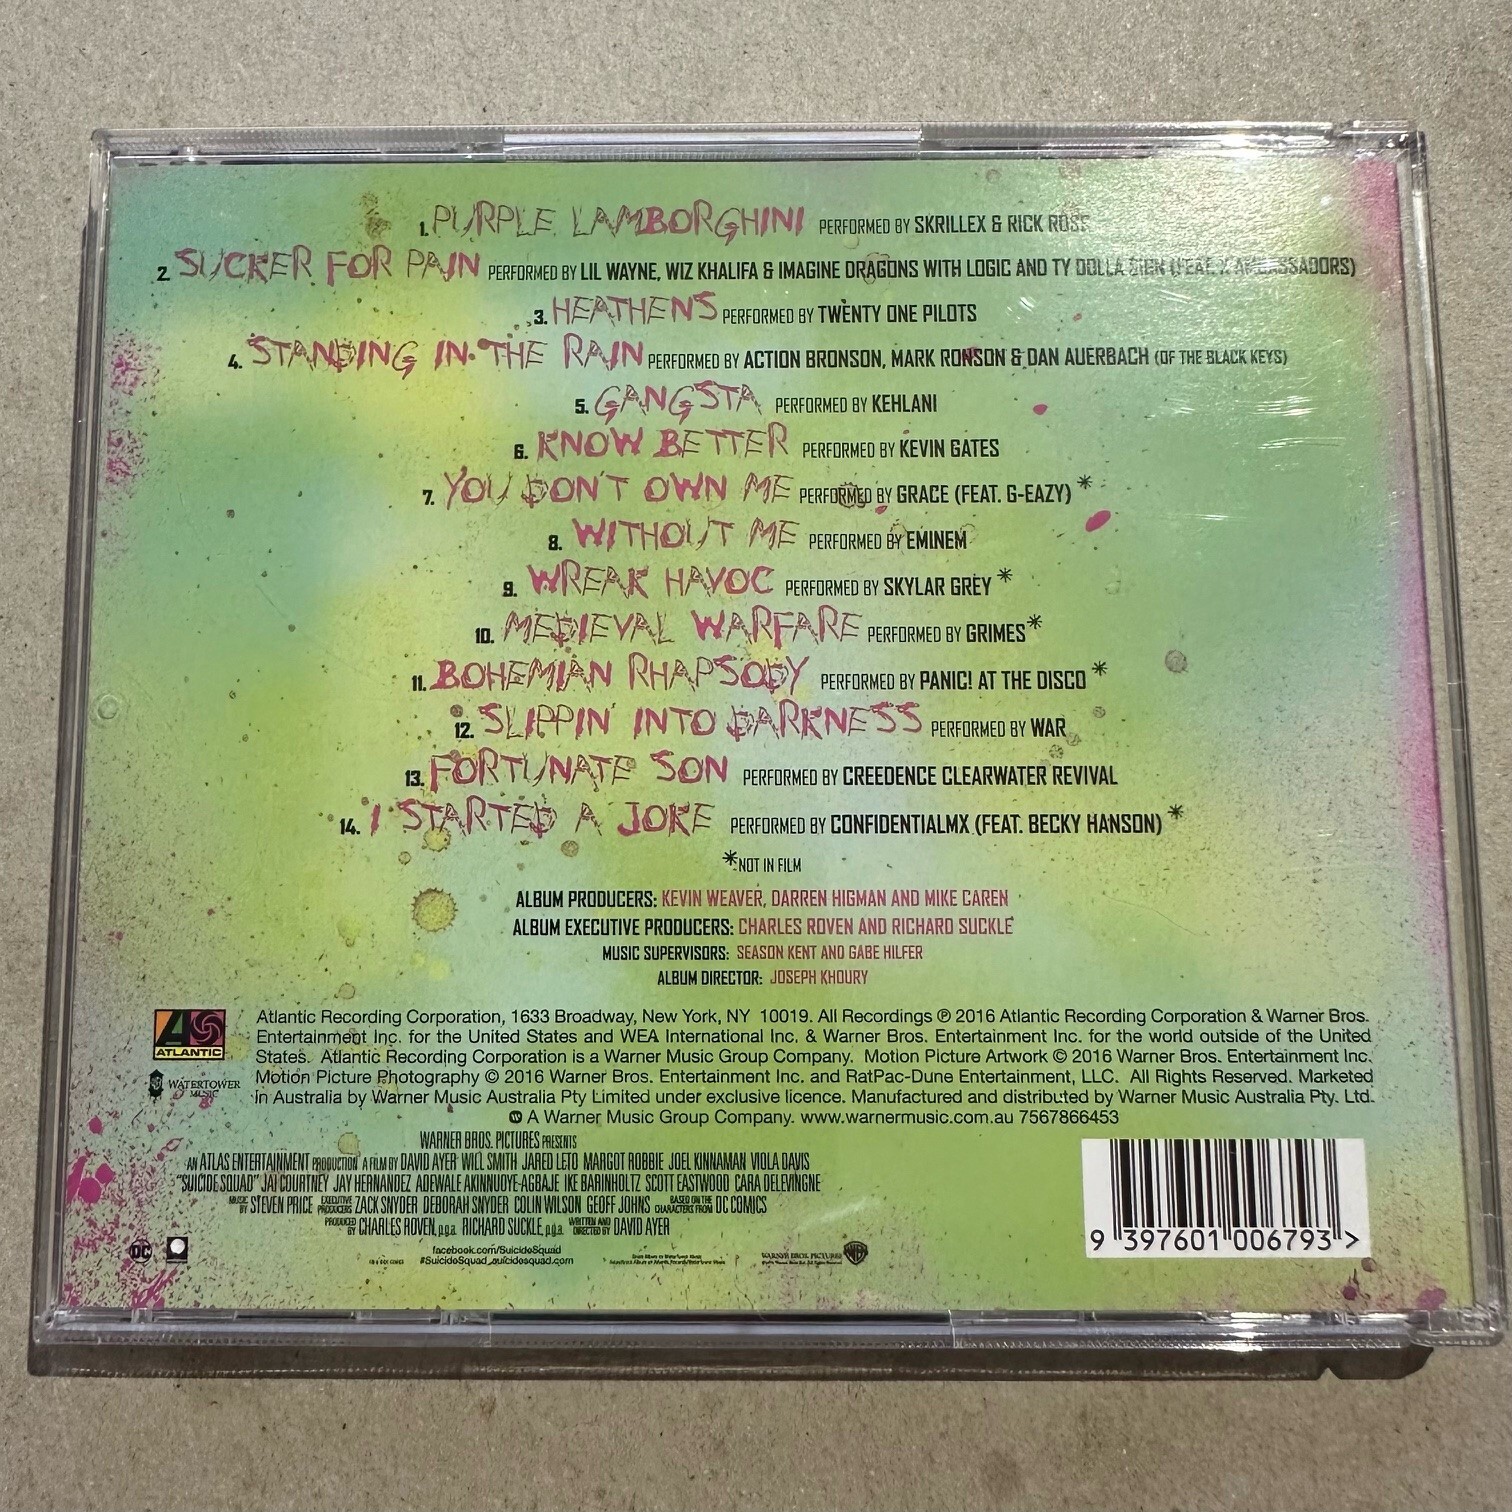 1. PURPLE LAMBORGHINI PERFORMED BY SKRILLEX & RICK ROSS
2. SUCKER FOR PAIN PERFORMED BY LIL WAYNE, WIZ KHALIFA & IMAGINE DRAGONS WITH LOGIC AND TY DOLLA $IGN (FEAT. X AMBASSADORS)
3. HEATHENS PERFORMED BY TWENTY ONE PILOTS
4. STANDING IN THE RAIN PERFORMED BY ACTION BRONSON, MARK RONSON & DAN AUERBACH (OF THE BLACK KEYS)
5. GANGSTA PERFORMED BY KEHLANI
6. KNOW BETTER PERFORMED BY KEVIN GATES
7. YOU DON'T OWN ME PERFORMED BY GRACE (FEAT. G-EAZY) *
8. WITHOUT ME PERFORMED BY EMINEM
9. WREAK HAVOC PERFORMED BY SKYLAR GREY *
10. MEDIEVAL WARFARE PERFORMED BY GRIMES *
11. BOHEMIAN RHAPSODY PERFORMED BY PANIC! AT THE DISCO *
12. SLIPPIN' INTO DARKNESS PERFORMED BY WAR
13. FORTUNATE SON PERFORMED BY CREEDENCE CLEARWATER REVIVAL
14. I STARTED A JOKE PERFORMED BY CONFIDENTIALMX (FEAT. BECKY HANSON) *
*NOT IN FILM
ALBUM PRODUCERS: KEVIN WEAVER, DARREN HIGMAN AND MIKE CAREN
ALBUM EXECUTIVE PRODUCERS: CHARLES ROVEN AND RICHARD SUCKLE
MUSIC SUPERVISORS: SEASON KENT AND GABE HILFER
ALBUM DIRECTOR: JOSEPH KHOURY
ATLANTIC
WATERTOWER
MUSIC
Atlantic Recording Corporation, 1633 Broadway, New York, NY 10019. All Recordings ℗ 2016 Atlantic Recording Corporation & Warner Bros.
Entertainment Inc. for the United States and WEA International Inc. & Warner Bros. Entertainment Inc. for the world outside of the United
States. Atlantic Recording Corporation is a Warner Music Group Company. Motion Picture Artwork © 2016 Warner Bros. Entertainment Inc.
Motion Picture Photography © 2016 Warner Bros. Entertainment Inc. and RatPac-Dune Entertainment, LLC. All Rights Reserved. Marketed
in Australia by Warner Music Australia Pty Limited under exclusive licence. Manufactured and distributed by Warner Music Australia Pty. Ltd.
A Warner Music Group Company. www.warnermusic.com.au 7567866453
WARNER BROS. PICTURES PRESENTS
AN ATLAS ENTERTAINMENT PRODUCTION A FILM BY DAVID AYER WILL SMITH JARED LETO MARGOT ROBBIE JOEL KINNAMAN VIOLA DAVIS
"SUICIDE SQUAD" JAI COURTNEY JAY HERNANDEZ ADEWALE AKINNUOYE-AGBAJE IKE BARINHOLTZ SCOTT EASTWOOD CARA DELEVINGNE
MUSIC BY STEVEN PRICE EXECUTIVE PRODUCERS ZACK SNYDER DEBORAH SNYDER COLIN WILSON GEOFF JOHNS BASED ON THE CHARACTERS FROM DC COMICS
PRODUCED BY CHARLES ROVEN, p.g.a. RICHARD SUCKLE, p.g.a. WRITTEN AND DIRECTED BY DAVID AYER
DC
facebook.com/SuicideSquad
#SuicideSquad suicidesquad.com
WARNER BROS. PICTURES
9 397601 006793 >